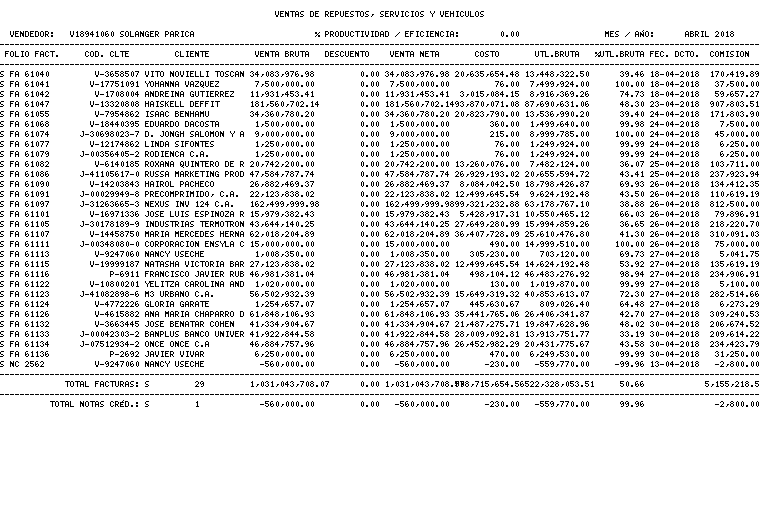 VENTAS DE REPUESTOS, SERVICIOS Y VEHICULOS
VENDEDOR: V18941060 SOLANGER PARICA % PRODUCTIVIDAD / EFICIENCIA: 0.00 MES / AÑO: ABRIL 2018
FOLIO FACT. COD. CLTE CLIENTE VENTA BRUTA DESCUENTO VENTA NETA COSTO UTL.BRUTA %UTL.BRUTA FEC. DCTO. COMISION
S FA 61040 V-3658507 VITO NOVIELLI TOSCAN 34,083,976.98 0.00 34,083,976.98 20,635,654.48 13,448,322.50 39.46 18-04-2018 170,419.89
S FA 61041 V-17751091 YOHANNA VAZQUEZ 7,500,000.00 0.00 7,500,000.00 76.00 7,499,924.00 100.00 18-04-2018 37,500.00
S FA 61042 V-1708004 ANDREINA GUTIERREZ 11,931,453.41 0.00 11,931,453.41 3,015,084.15 8,916,369.26 74.73 18-04-2018 59,657.27
S FA 61047 V-13320808 MAISKELL DEFFIT 181,560,702.14 0.00 181,560,702.1493,870,071.08 87,690,631.06 48.30 23-04-2018 907,803.51
S FA 61055 V-7954862 ISAAC BENHAMU 34,360,780.20 0.00 34,360,780.20 20,823,790.00 13,536,990.20 39.40 24-04-2018 171,803.90
S FA 61068 V-18440395 EDUARDO DACOSTA 1,500,000.00 0.00 1,500,000.00 360.00 1,499,640.00 99.98 24-04-2018 7,500.00
S FA 61074 J-30698023-7 D. JONGH SALOMON Y A 9,000,000.00 0.00 9,000,000.00 215.00 8,999,785.00 100.00 24-04-2018 45,000.00
S FA 61077 V-12174862 LINDA SIFONTES 1,250,000.00 0.00 1,250,000.00 76.00 1,249,924.00 99.99 24-04-2018 6,250.00
S FA 61079 J-00356405-2 RODIENCA C.A. 1,250,000.00 0.00 1,250,000.00 76.00 1,249,924.00 99.99 24-04-2018 6,250.00
S FA 61082 V-6140185 ROXANA QUINTERO DE R 20,742,200.00 0.00 20,742,200.00 13,260,076.00 7,482,124.00 36.07 25-04-2018 103,711.00
S FA 61086 J-41105617-0 RUSSA MARKETING PROD 47,584,787.74 0.00 47,584,787.74 26,929,193.02 20,655,594.72 43.41 25-04-2018 237,923.94
S FA 61090 V-14203843 MAIROL PACHECO 26,882,469.37 0.00 26,882,469.37 8,084,042.50 18,798,426.87 69.93 26-04-2018 134,412.35
S FA 61091 J-00029949-8 PRECOMPRIMIDO, C.A. 22,123,838.02 0.00 22,123,838.02 12,499,645.54 9,624,192.48 43.50 26-04-2018 110,619.19
S FA 61097 J-31263665-3 NEXUS INV 124 C.A. 162,499,999.98 0.00 162,499,999.9899,321,232.88 63,178,767.10 38.88 26-04-2018 812,500.00
S FA 61101 V-16971336 JOSE LUIS ESPINOZA R 15,979,382.43 0.00 15,979,382.43 5,428,917.31 10,550,465.12 66.03 26-04-2018 79,896.91
S FA 61105 J-30178189-9 INDUSTRIAS TERMOTRON 43,644,140.25 0.00 43,644,140.25 27,649,280.99 15,994,859.26 36.65 26-04-2018 218,220.70
S FA 61107 V-14458750 MARIA MERCEDES HERNA 62,018,204.89 0.00 62,018,204.89 36,407,728.09 25,610,476.80 41.30 26-04-2018 310,091.03
S FA 61111 J-00348080-0 CORPORACION ENSYLA C 15,000,000.00 0.00 15,000,000.00 490.00 14,999,510.00 100.00 26-04-2018 75,000.00
S FA 61113 V-9247060 NANCY USECHE 1,008,350.00 0.00 1,008,350.00 305,230.00 703,120.00 69.73 27-04-2018 5,041.75
S FA 61115 V-19999187 NATASHA VICTORIA BAR 27,123,838.02 0.00 27,123,838.02 12,499,645.54 14,624,192.48 53.92 27-04-2018 135,619.19
S FA 61116 P-6911 FRANCISCO JAVIER RUB 46,981,381.04 0.00 46,981,381.04 498,104.12 46,483,276.92 98.94 27-04-2018 234,906.91
S FA 61122 V-10800201 YELITZA CAROLINA AND 1,020,000.00 0.00 1,020,000.00 130.00 1,019,870.00 99.99 27-04-2018 5,100.00
S FA 61123 J-41082898-6 M3 URBANO C.A. 56,502,932.39 0.00 56,502,932.39 15,649,319.32 40,853,613.07 72.30 27-04-2018 282,514.66
S FA 61124 V-4772226 GLORIA GARATE 1,254,657.07 0.00 1,254,657.07 445,630.67 809,026.40 64.48 27-04-2018 6,273.29
S FA 61126 V-4615882 ANA MARIA CHAPARRO D 61,848,106.93 0.00 61,848,106.93 35,441,765.06 26,406,341.87 42.70 27-04-2018 309,240.53
S FA 61132 V-3663445 JOSE BENATAR COHEN 41,334,904.67 0.00 41,334,904.67 21,487,275.71 19,847,628.96 48.02 30-04-2018 206,674.52
S FA 61133 J-00042303-2 BANPLUS BANCO UNIVER 41,922,844.58 0.00 41,922,844.58 28,009,092.81 13,913,751.77 33.19 30-04-2018 209,614.22
S FA 61134 J-07512934-2 ONCE ONCE C.A 46,884,757.96 0.00 46,884,757.96 26,452,982.29 20,431,775.67 43.58 30-04-2018 234,423.79
S FA 61136 P-2692 JAVIER VIVAR 6,250,000.00 0.00 6,250,000.00 470.00 6,249,530.00 99.99 30-04-2018 31,250.00
S NC 2562 V-9247060 NANCY USECHE -560,000.00 0.00 -560,000.00 -230.00 -559,770.00 -99.96 13-04-2018 -2,800.00
TOTAL FACTURAS: S 29 1,031,043,708.07 0.00 50.66 5,155,218.5
TOTAL NOTAS CRÉD.: S 1 -560,000.00 0.00 -560,000.00 -230.00 -559,770.00 99.96 -2,800.00